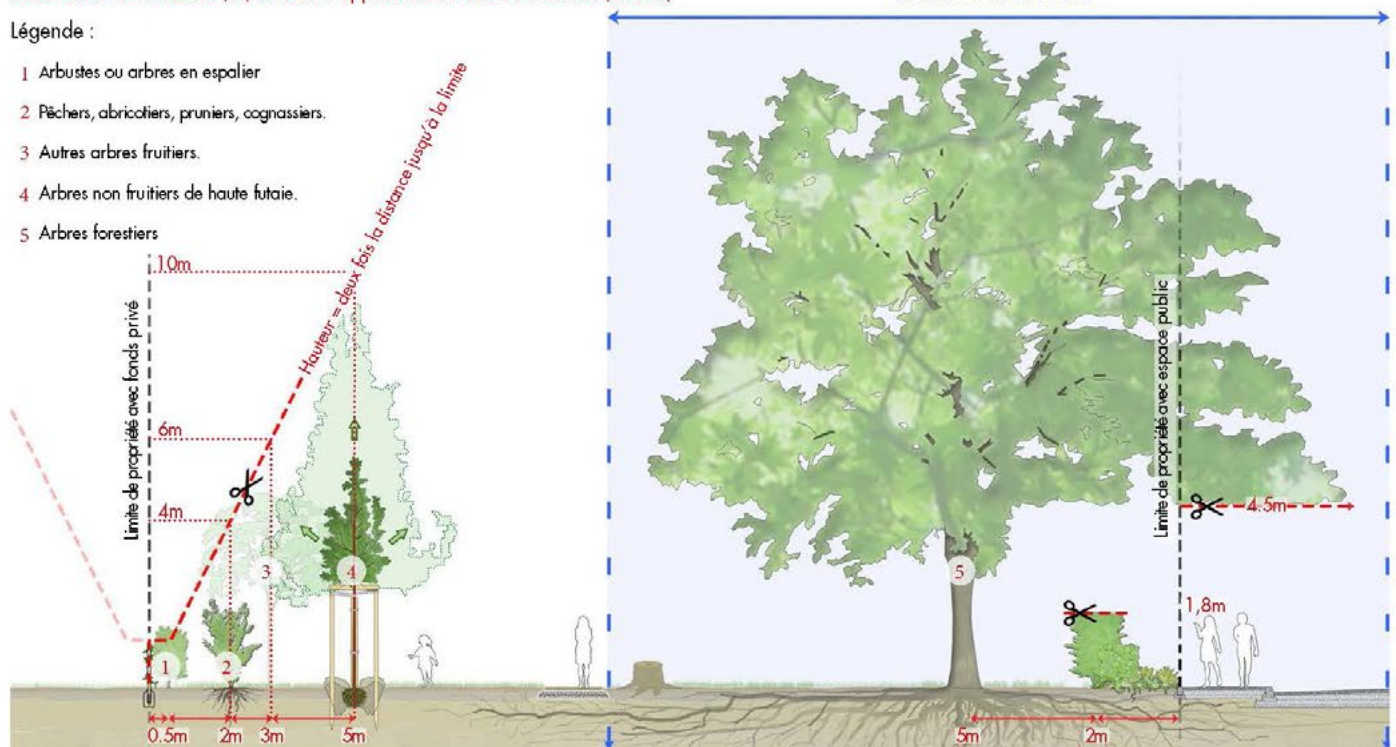 Légende :
1 Arbustes ou arbres en espalier
2 Pêchers, abricotiers, pruniers, cognassiers.
3 Autres arbres fruitiers.
4 Arbres non fruitiers de haute futaie.
5 Arbres forestiers
Hauteur = deux fois la distance jusqu'à la limite
10m
Limite de propriété avec fonds privé
6m
4m
1
2
3
4
0.5m
2m
3m
5m
Limite de propriété avec espace public
4.5m
5
1,8m
5m
2m